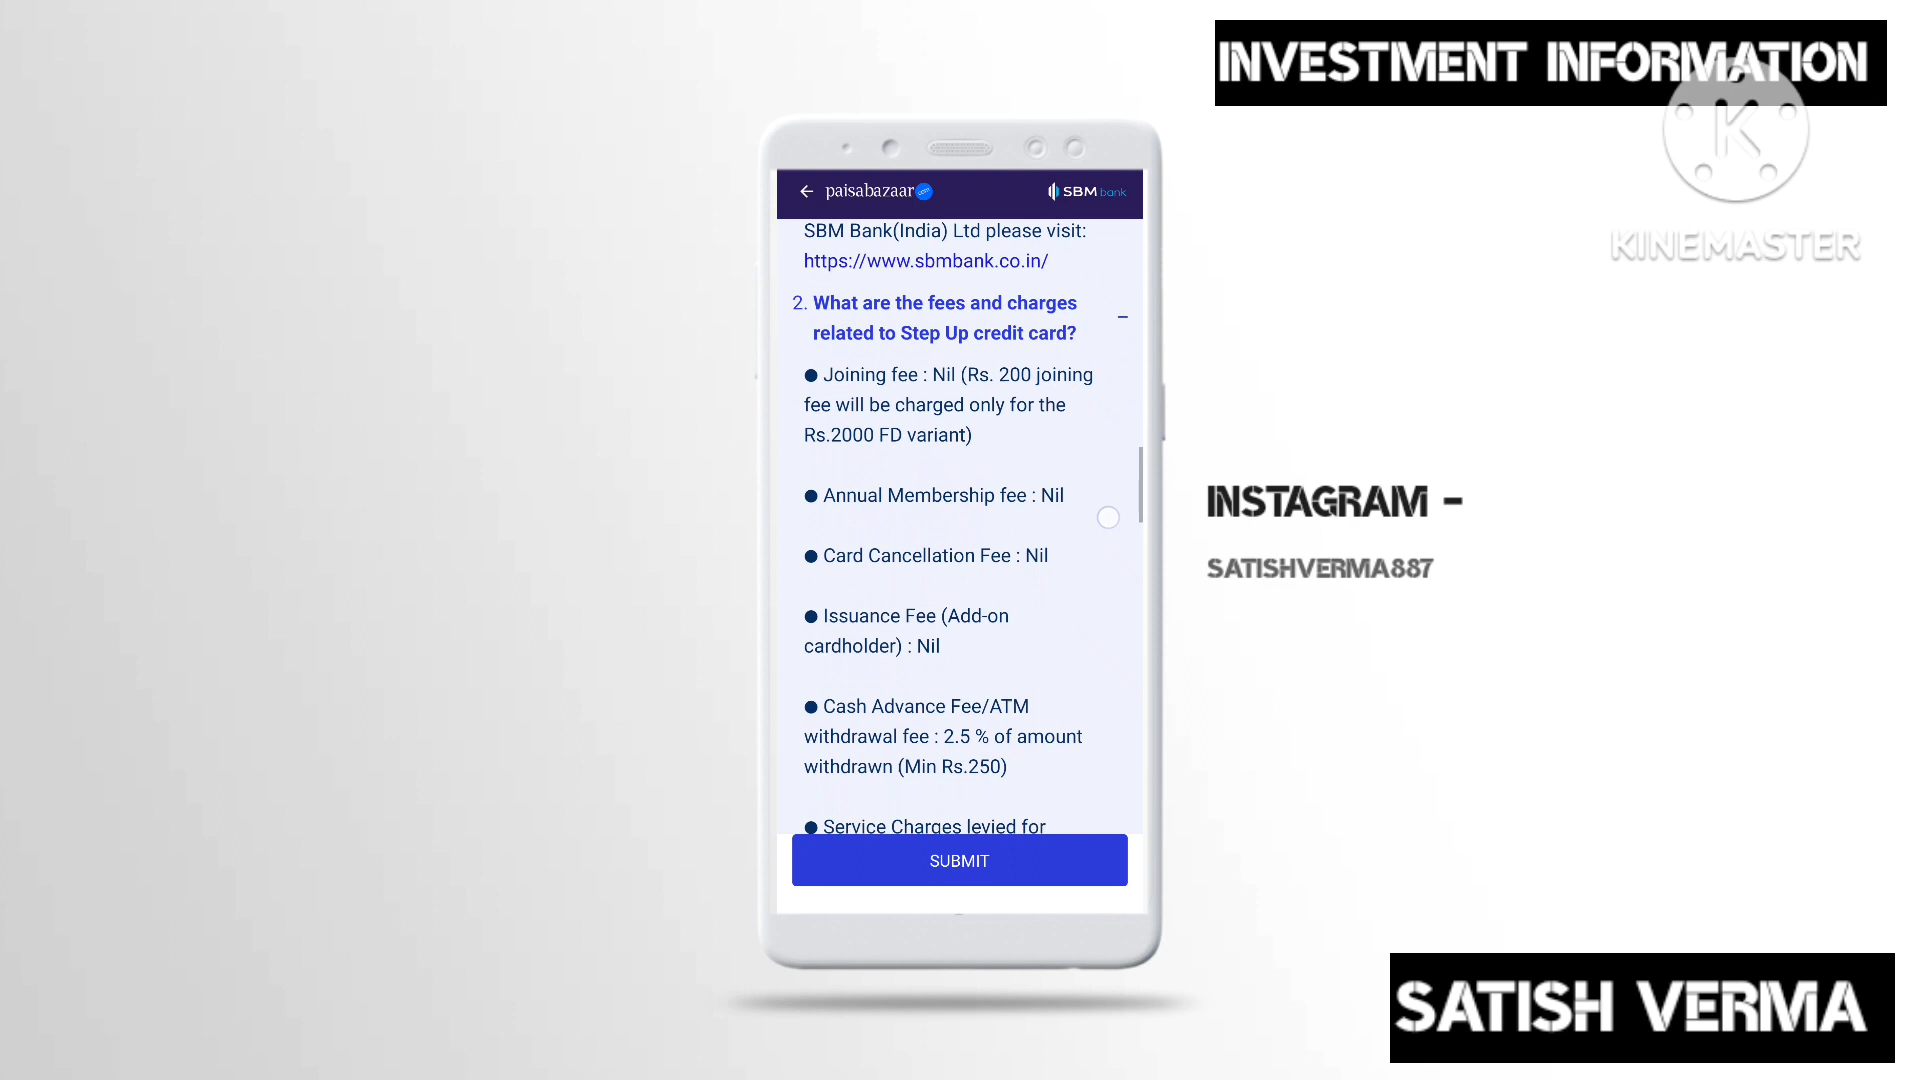 INVESTMENT INFORMATION
K
KINEMASTER
paisabazaar.com
SBM bank
SBM Bank(India) Ltd please visit:
https://www.sbmbank.co.in/
2. What are the fees and charges
related to Step Up credit card?
● Joining fee : Nil (Rs. 200 joining
fee will be charged only for the
Rs.2000 FD variant)
● Annual Membership fee : Nil
● Card Cancellation Fee : Nil
● Issuance Fee (Add-on
cardholder) : Nil
● Cash Advance Fee/ATM
withdrawal fee : 2.5 % of amount
withdrawn (Min Rs.250)
● Service Charges levied for
SUBMIT
INSTAGRAM -
SATISHVERMA887
SATISH VERMA